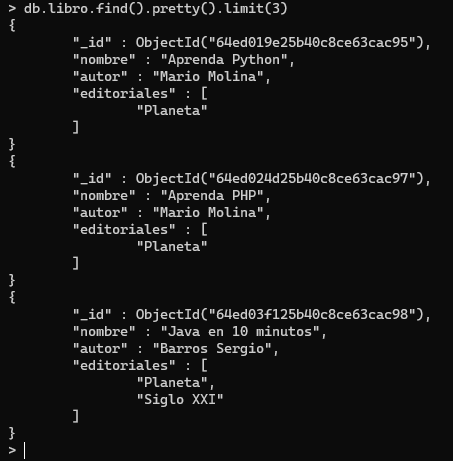 > db.libro.find().pretty().limit(3)
{
        "_id" : ObjectId("64ed019e25b40c8ce63cac95"),
        "nombre" : "Aprenda Python",
        "autor" : "Mario Molina",
        "editoriales" : [
                "Planeta"
        ]
}
{
        "_id" : ObjectId("64ed024d25b40c8ce63cac97"),
        "nombre" : "Aprenda PHP",
        "autor" : "Mario Molina",
        "editoriales" : [
                "Planeta"
        ]
}
{
        "_id" : ObjectId("64ed03f125b40c8ce63cac98"),
        "nombre" : "Java en 10 minutos",
        "autor" : "Barros Sergio",
        "editoriales" : [
                "Planeta",
                "Siglo XXI"
        ]
}
>